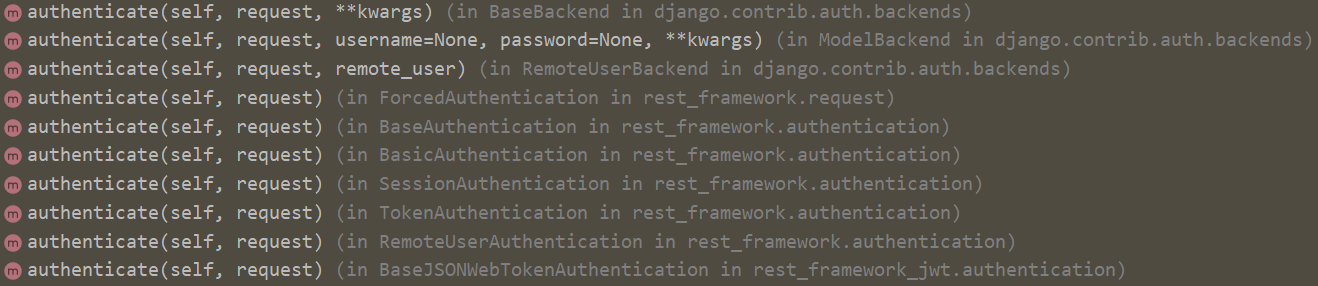 m authenticate(self, request, **kwargs) (in BaseBackend in django.contrib.auth.backends)
m authenticate(self, request, username=None, password=None, **kwargs) (in ModelBackend in django.contrib.auth.backends)
m authenticate(self, request, remote_user) (in RemoteUserBackend in django.contrib.auth.backends)
m authenticate(self, request) (in ForcedAuthentication in rest_framework.request)
m authenticate(self, request) (in BaseAuthentication in rest_framework.authentication)
m authenticate(self, request) (in BasicAuthentication in rest_framework.authentication)
m authenticate(self, request) (in SessionAuthentication in rest_framework.authentication)
m authenticate(self, request) (in TokenAuthentication in rest_framework.authentication)
m authenticate(self, request) (in RemoteUserAuthentication in rest_framework.authentication)
m authenticate(self, request) (in BaseJSONWebTokenAuthentication in rest_framework_jwt.authentication)